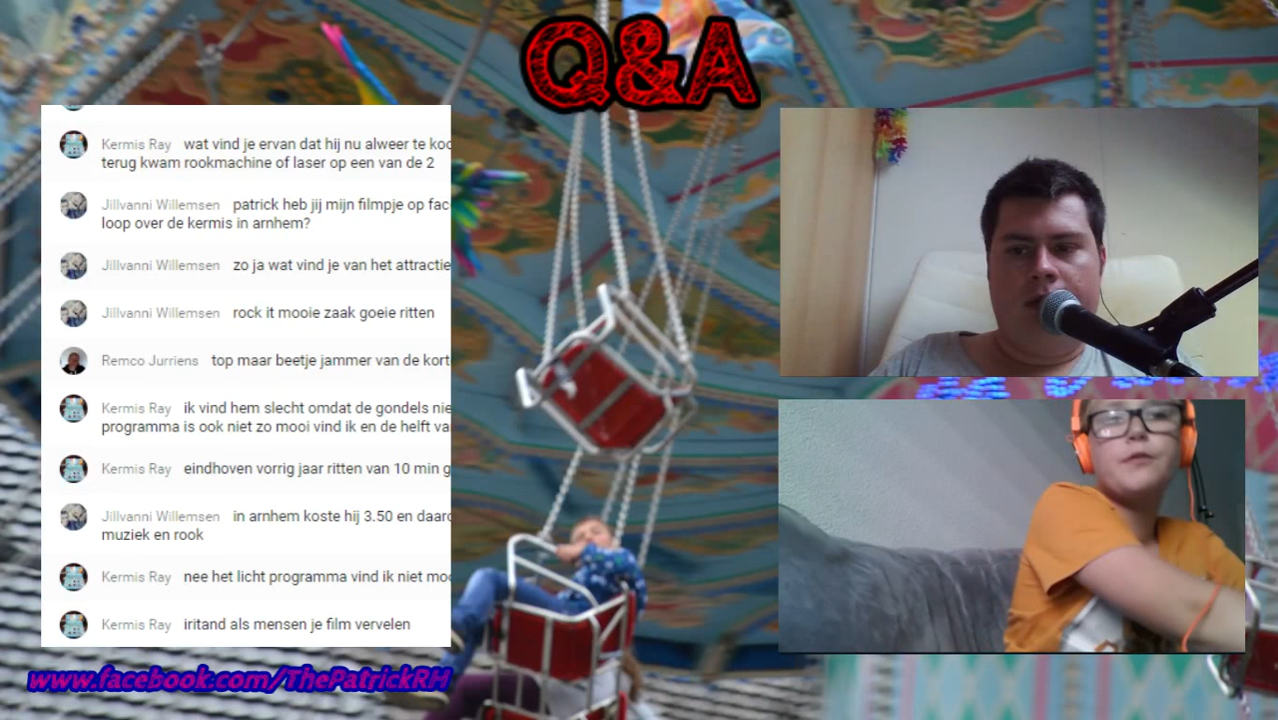 Q&A
Kermis Ray wat vind je ervan dat hij nu alweer te koo
terug kwam rookmachine of laser op een van de 2
Jillvanni Willemsen patrick heb jij mijn filmpje op fac
loop over de kermis in arnhem?
Jillvanni Willemsen zo ja wat vind je van het attractie
Jillvanni Willemsen rock it mooie zaak goeie ritten
Remco Jurriens top maar beetje jammer van de kort
Kermis Ray ik vind hem slecht omdat de gondels nie
programma is ook niet zo mooi vind ik en de helft va
Kermis Ray eindhoven vorrig jaar ritten van 10 min g
Jillvanni Willemsen in arnhem koste hij 3.50 en daaro
muziek en rook
Kermis Ray nee het licht programma vind ik niet moo
Kermis Ray iritand als mensen je film vervelen
www.facebook.com/ThePatrickRH